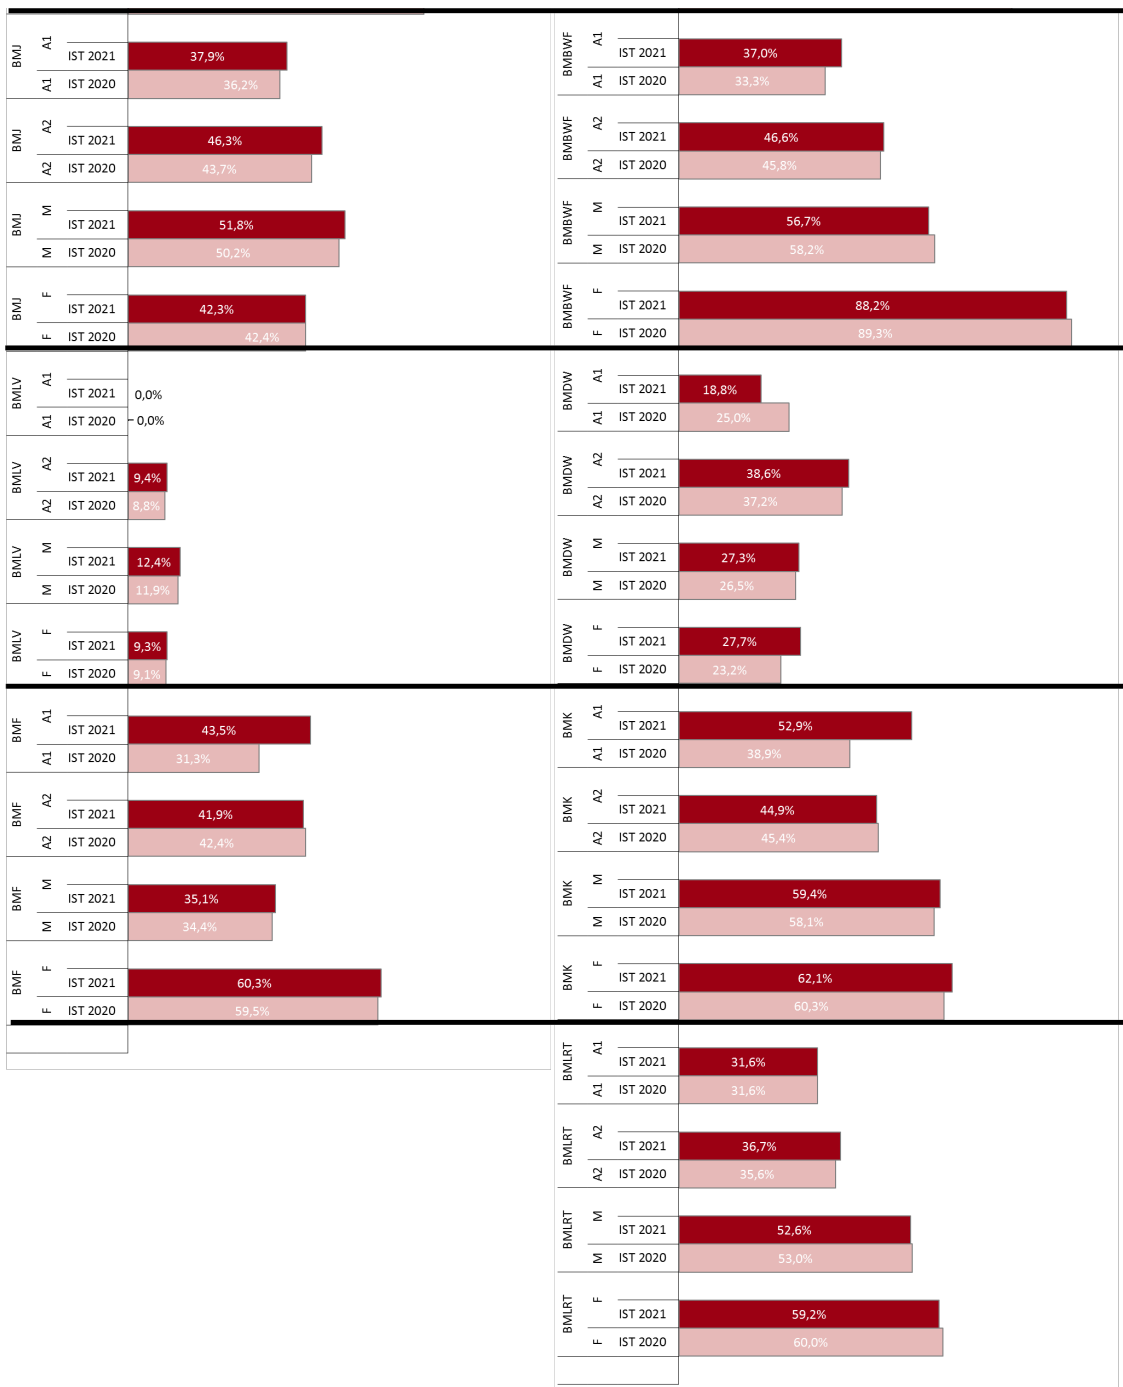 BMJ A1 IST 2021 37,9%
A1 IST 2020 36,2%
BMJ A2 IST 2021 46,3%
A2 IST 2020 43,7%
BMJ M IST 2021 51,8%
M IST 2020 50,2%
BMJ F IST 2021 42,3%
F IST 2020 42,4%
BMLV A1 IST 2021 0,0%
A1 IST 2020 0,0%
BMLV A2 IST 2021 9,4%
A2 IST 2020 8,8%
BMLV M IST 2021 12,4%
M IST 2020 11,9%
BMLV F IST 2021 9,3%
F IST 2020 9,1%
BMF A1 IST 2021 43,5%
A1 IST 2020 31,3%
BMF A2 IST 2021 41,9%
A2 IST 2020 42,4%
BMF M IST 2021 35,1%
M IST 2020 34,4%
BMF F IST 2021 60,3%
F IST 2020 59,5%
BMBWF A1 IST 2021 37,0%
A1 IST 2020 33,3%
BMBWF A2 IST 2021 46,6%
A2 IST 2020 45,8%
BMBWF M IST 2021 56,7%
M IST 2020 58,2%
BMBWF F IST 2021 88,2%
F IST 2020 89,3%
BMDW A1 IST 2021 18,8%
A1 IST 2020 25,0%
BMDW A2 IST 2021 38,6%
A2 IST 2020 37,2%
BMDW M IST 2021 27,3%
M IST 2020 26,5%
BMDW F IST 2021 27,7%
F IST 2020 23,2%
BMK A1 IST 2021 52,9%
A1 IST 2020 38,9%
BMK A2 IST 2021 44,9%
A2 IST 2020 45,4%
BMK M IST 2021 59,4%
M IST 2020 58,1%
BMK F IST 2021 62,1%
F IST 2020 60,3%
BMLRT A1 IST 2021 31,6%
A1 IST 2020 31,6%
BMLRT A2 IST 2021 36,7%
A2 IST 2020 35,6%
BMLRT M IST 2021 52,6%
M IST 2020 53,0%
BMLRT F IST 2021 59,2%
F IST 2020 60,0%